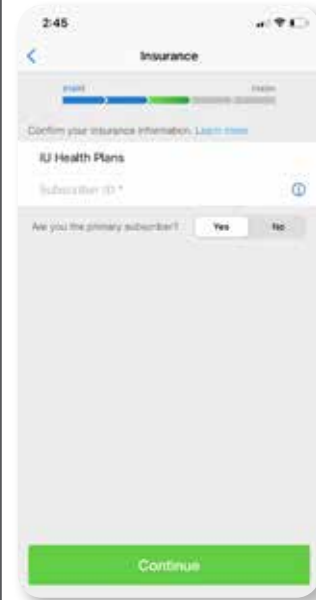 2:45
Insurance
Confirm your insurance information. Learn more
IU Health Plans
Subscriber ID *
Are you the primary subscriber? Yes No
Continue